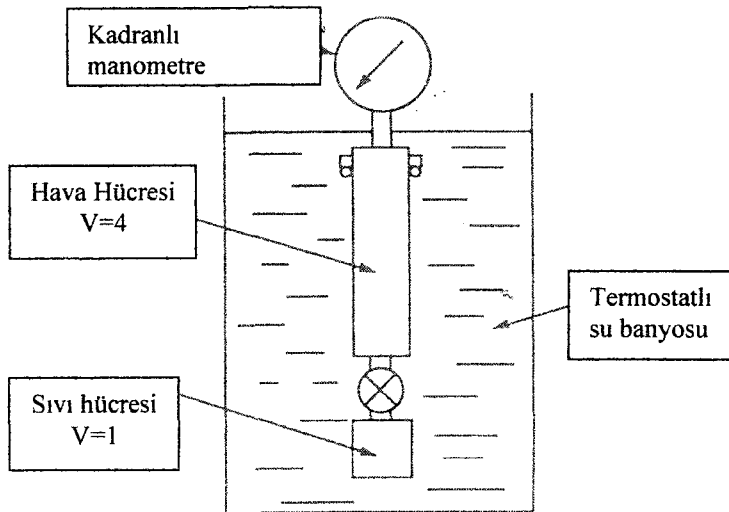 Kadranlı
manometre
Hava Hücresi
V=4
Termostatlı
su banyosu
Sıvı hücresi
V=1